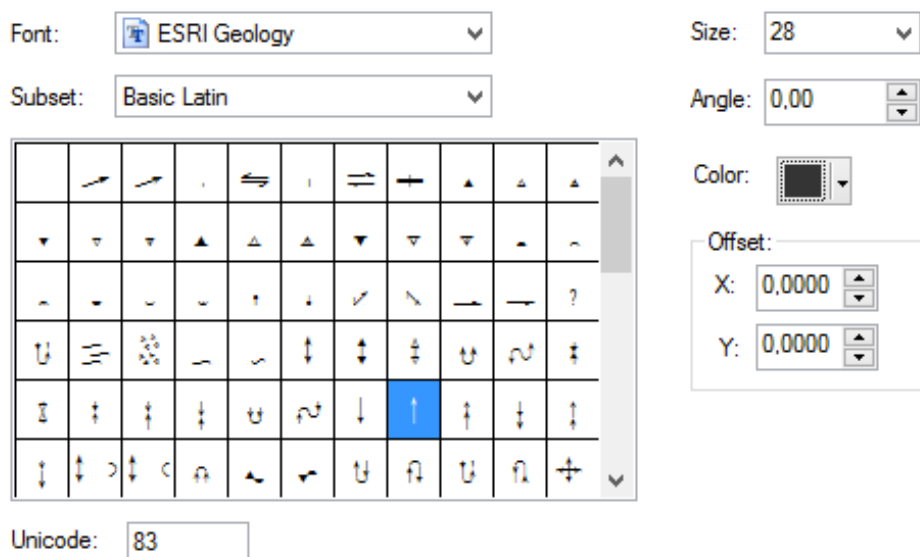 Font: ESRI Geology Size: 28
Subset: Basic Latin Angle: 0,00
Color:
Offset:
X: 0,0000
?
Y: 0,0000
Unicode: 83